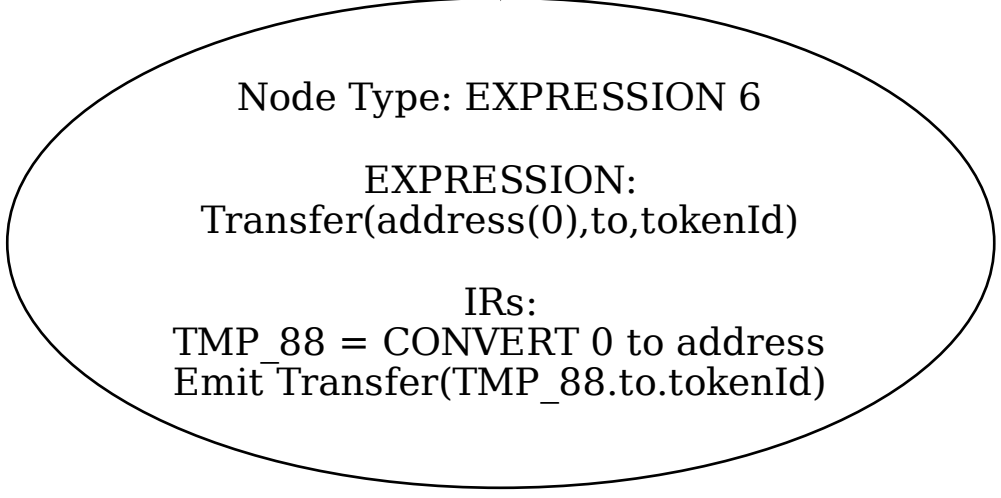 Node Type: EXPRESSION 6
EXPRESSION:
Transfer(address(0),to,tokenId)
IRs:
TMP_88 = CONVERT 0 to address
Emit Transfer(TMP_88.to.tokenId)